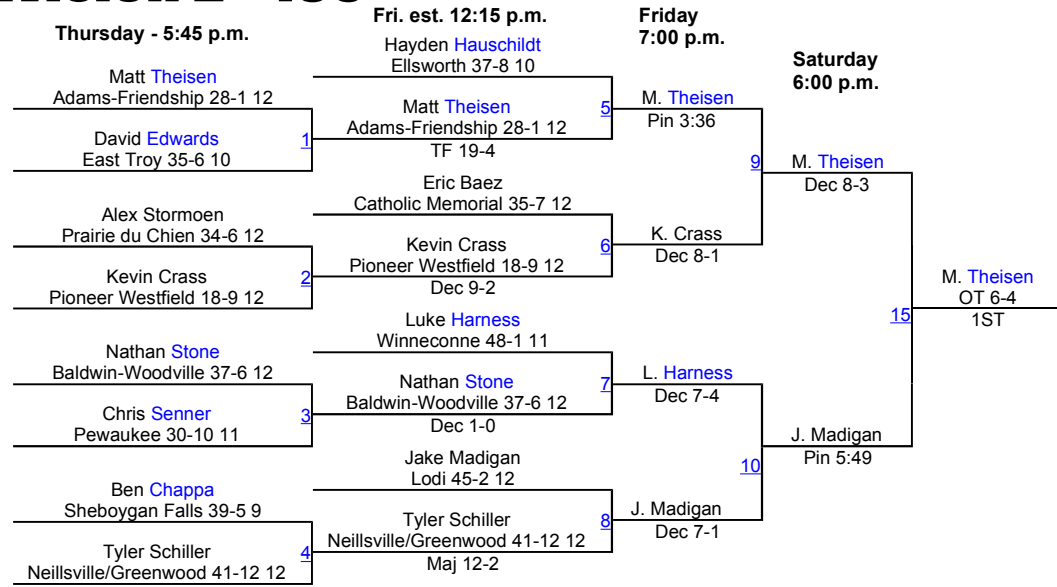 Thursday - 5:45 p.m.
Fri. est. 12:15 p.m.
Friday
7:00 p.m.
Saturday
6:00 p.m.
Matt Theisen
Adams-Friendship 28-1 12
David Edwards
East Troy 35-6 10
1
Alex Stormoen
Prairie du Chien 34-6 12
Kevin Crass
Pioneer Westfield 18-9 12
2
Nathan Stone
Baldwin-Woodville 37-6 12
Chris Senner
Pewaukee 30-10 11
3
Ben Chappa
Sheboygan Falls 39-5 9
Tyler Schiller
Neillsville/Greenwood 41-12 12
4
Hayden Hauschildt
Ellsworth 37-8 10
Matt Theisen
Adams-Friendship 28-1 12
TF 19-4
5
Eric Baez
Catholic Memorial 35-7 12
Kevin Crass
Pioneer Westfield 18-9 12
Dec 9-2
6
Luke Harness
Winneconne 48-1 11
Nathan Stone
Baldwin-Woodville 37-6 12
Dec 1-0
7
Jake Madigan
Lodi 45-2 12
Tyler Schiller
Neillsville/Greenwood 41-12 12
Maj 12-2
8
M. Theisen
Pin 3:36
K. Crass
Dec 8-1
9
L. Harness
Dec 7-4
J. Madigan
Dec 7-1
10
M. Theisen
Dec 8-3
J. Madigan
Pin 5:49
15
M. Theisen
OT 6-4
1ST